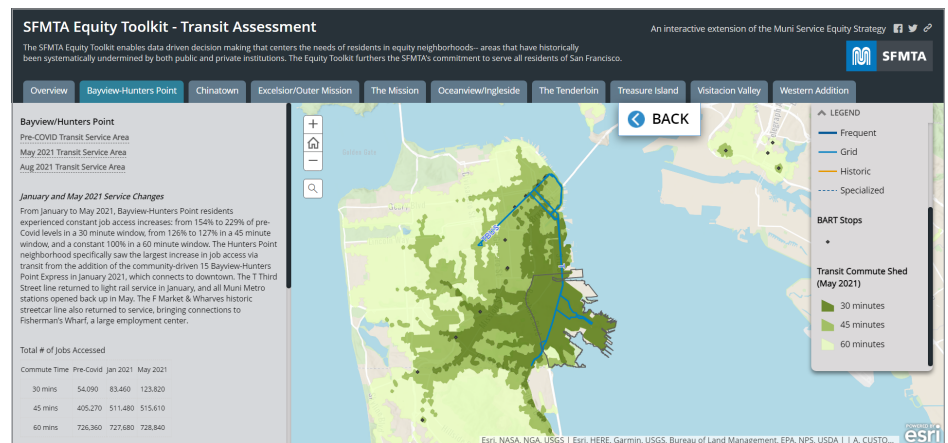 SFMTA Equity Toolkit - Transit Assessment
An interactive extension of the Muni Service Equity Strategy
The SFMTA Equity Toolkit enables data driven decision making that centers the needs of residents in equity neighborhoods-- areas that have historically
been systematically undermined by both public and private institutions. The Equity Toolkit furthers the SFMTA's commitment to serve all residents of San Francisco.
SFMTA
Overview
Bayview-Hunters Point
Chinatown
Excelsior/Outer Mission
The Mission
Oceanview/Ingleside
The Tenderloin
Treasure Island
Visitacion Valley
Western Addition
Bayview/Hunters Point
Pre-COVID Transit Service Area
May 2021 Transit Service Area
Aug 2021 Transit Service Area
January and May 2021 Service Changes
From January to May 2021, Bayview-Hunters Point residents
experienced constant job access increases: from 154% to 229% of pre-
Covid levels in a 30 minute window, from 126% to 127% in a 45 minute
window, and a constant 100% in a 60 minute window. The Hunters Point
neighborhood specifically saw the largest increase in job access via
transit from the addition of the community-driven 15 Bayview-Hunters
Point Express in January 2021, which connects to downtown. The T Third
Street line returned to light rail service in January, and all Muni Metro
stations opened back up in May. The F Market & Wharves historic
streetcar line also returned to service, bringing connections to
Fisherman's Wharf, a large employment center.
Total # of Jobs Accessed
Commute Time Pre-Covid Jan 2021 May 2021
30 mins 54,090 83,460 123,820
45 mins 405,270 511,480 515,610
60 mins 726,360 727,680 728,840
+
−
BACK
LEGEND
Frequent
Grid
Historic
Specialized
BART Stops
Transit Commute Shed
(May 2021)
30 minutes
45 minutes
60 minutes
POWERED BY
esri
Esri, NASA, NGA, USGS | Esri, HERE, Garmin, USGS, Bureau of Land Management, EPA, NPS, USDA | | A, CUSTO...